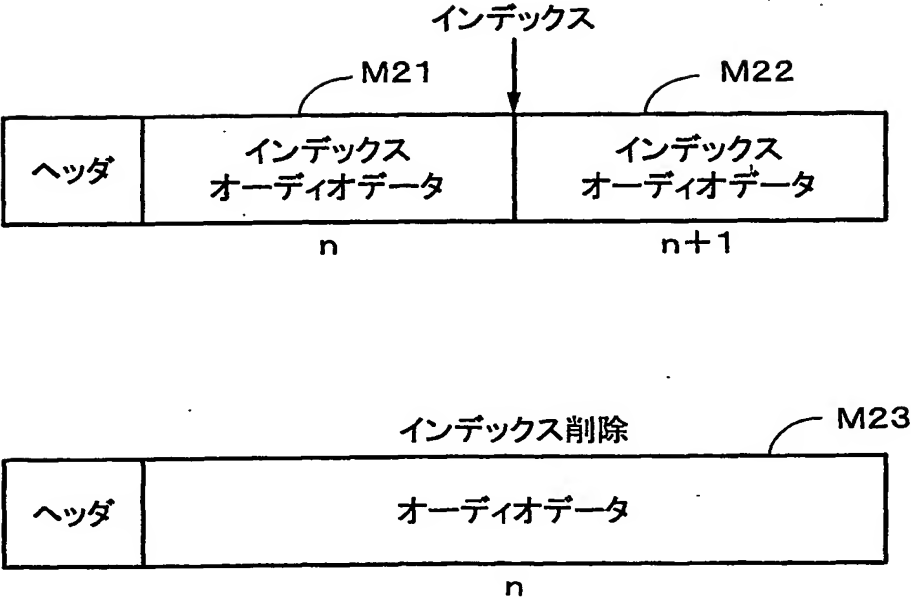 インデックス
M21
M22
ヘッダ
インデックス
オーディオデータ
インデックス
オーディオデータ
n
n+1
インデックス削除
M23
ヘッダ
オーディオデータ
n